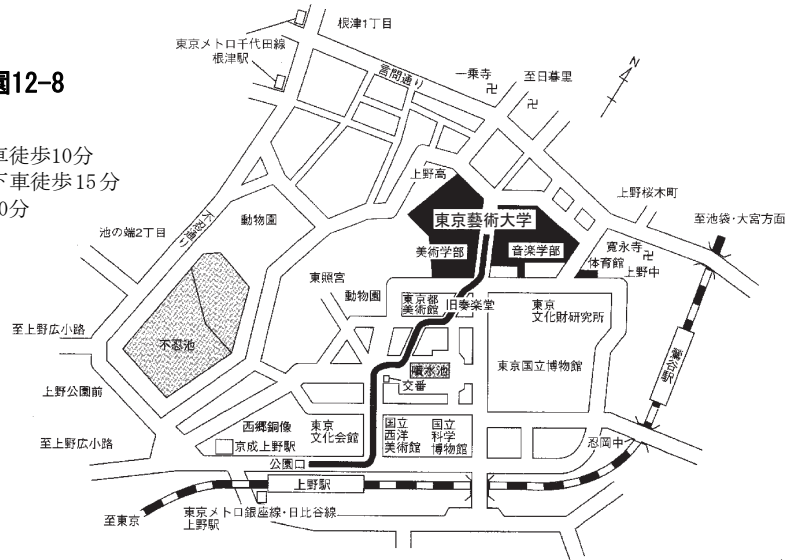 園12-8
車徒歩10分
下車徒歩15分
0分
根津1丁目
東京メトロ千代田線
根津駅
言問通り
一乗寺
至日暮里
N
上野高
上野桜木町
東京藝術大学
至池袋・大宮方面
不忍通り
動物園
池の端2丁目
美術学部
音楽学部
寛永寺
体育館
上野中
東照宮
動物園
東京都
美術館
旧奏楽堂
東京
文化財研究所
至上野広小路
不忍池
噴水池
東京国立博物館
鶯谷駅
交番
上野公園前
西郷銅像
東京
文化会館
国立
西洋
美術館
国立
科学
博物館
至上野広小路
京成上野駅
忍岡中
公園口
上野駅
至東京
東京メトロ銀座線・日比谷線
上野駅